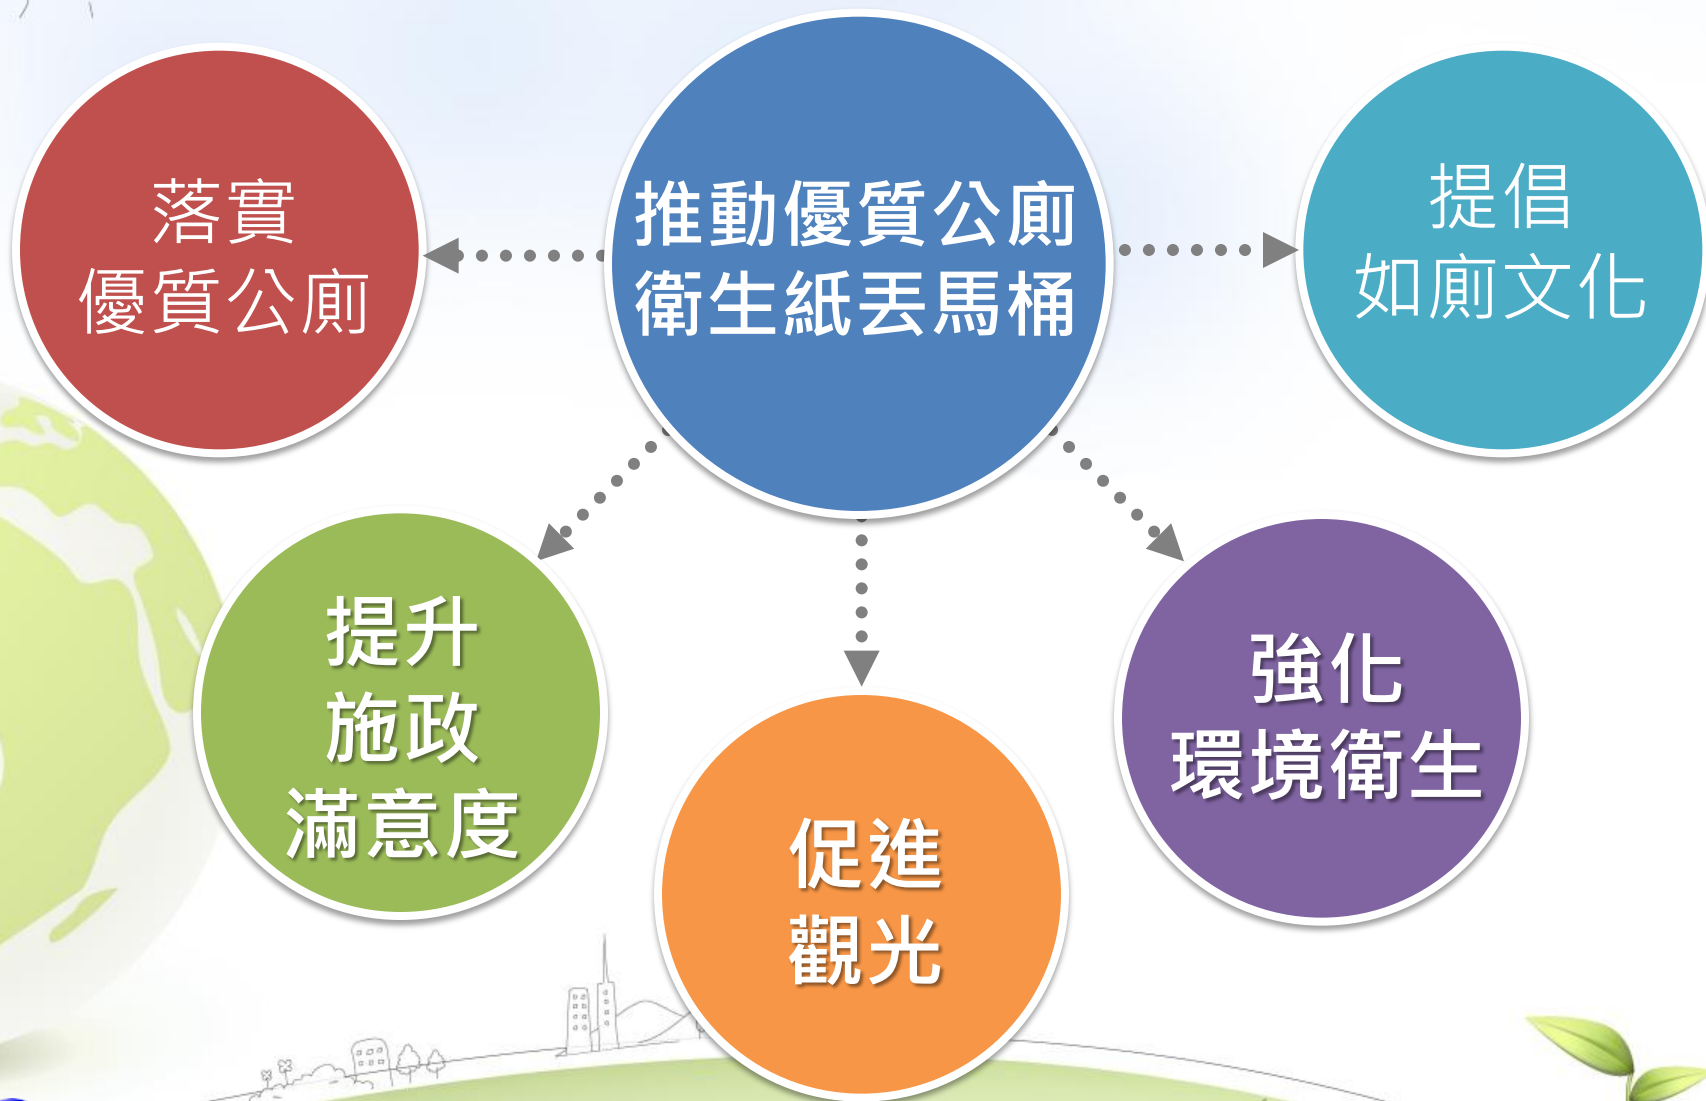 推動優質公廁
衛生紙丟馬桶
落實
優質公廁
提倡
如廁文化
提升
施政
滿意度
促進
觀光
強化
環境衛生